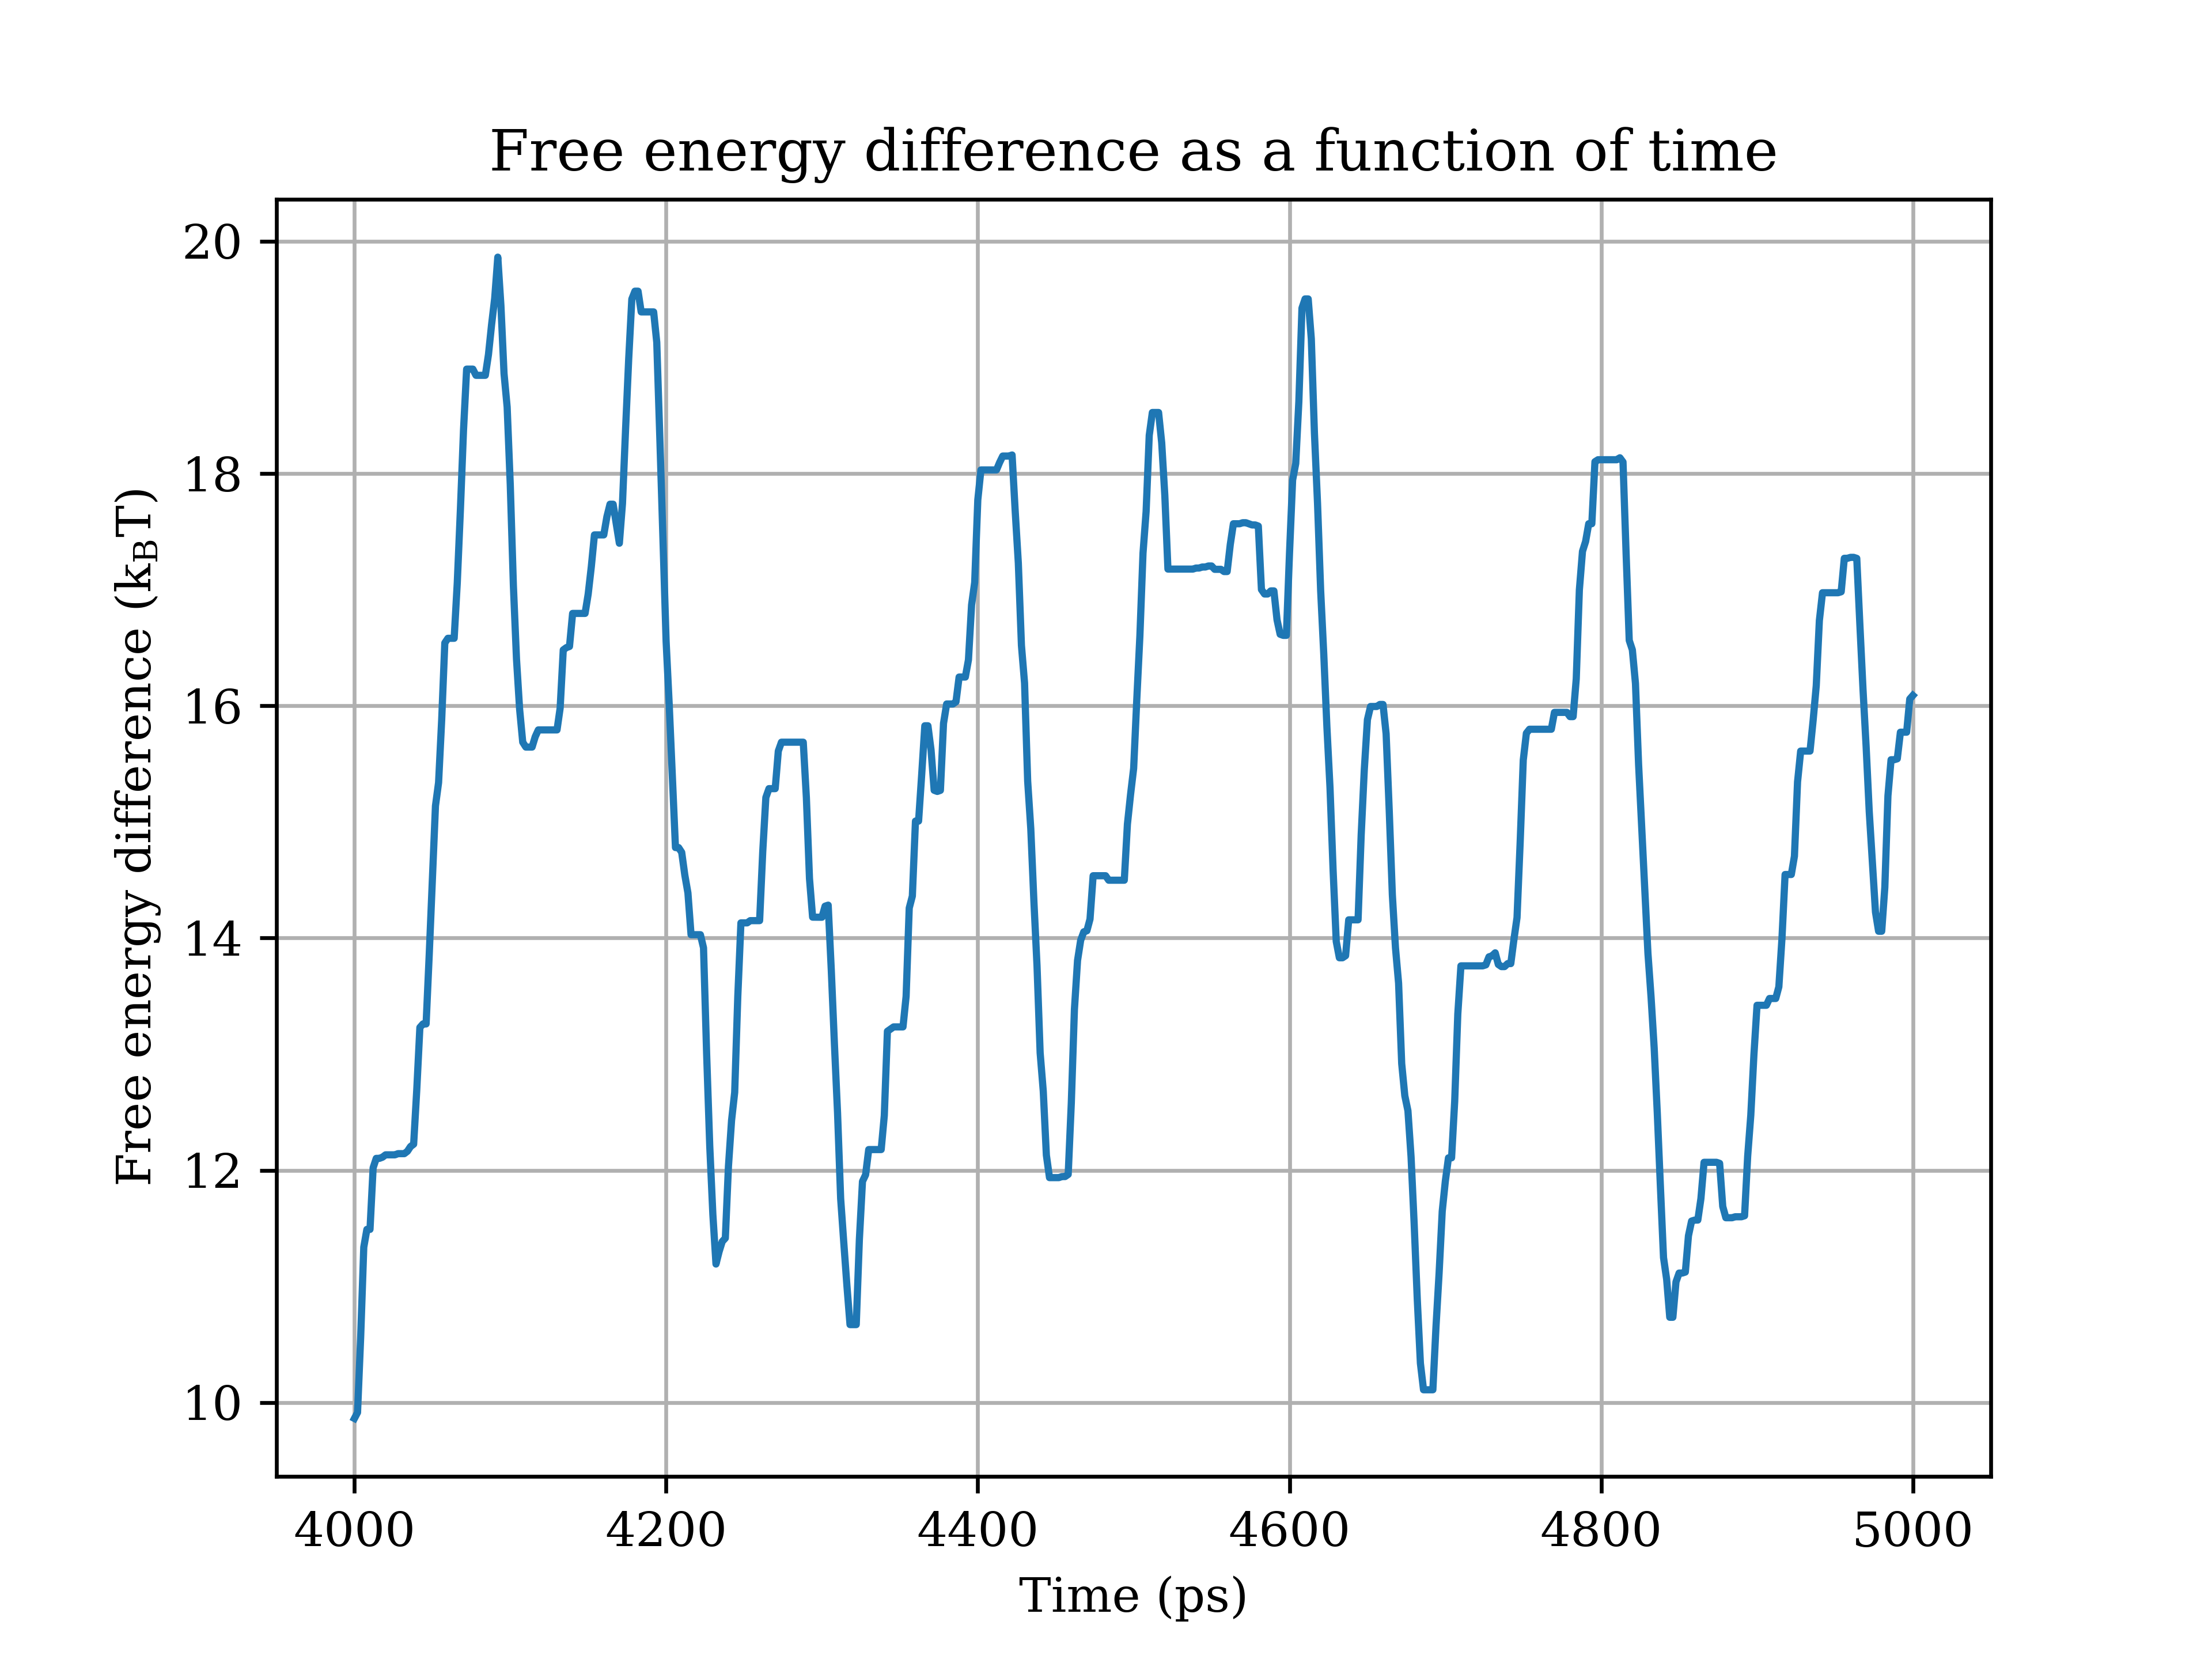 Free energy difference as a function of time
Free energy difference (k_BT)
20
18
16
14
12
10
4000 4200 4400 4600 4800 5000
Time (ps)